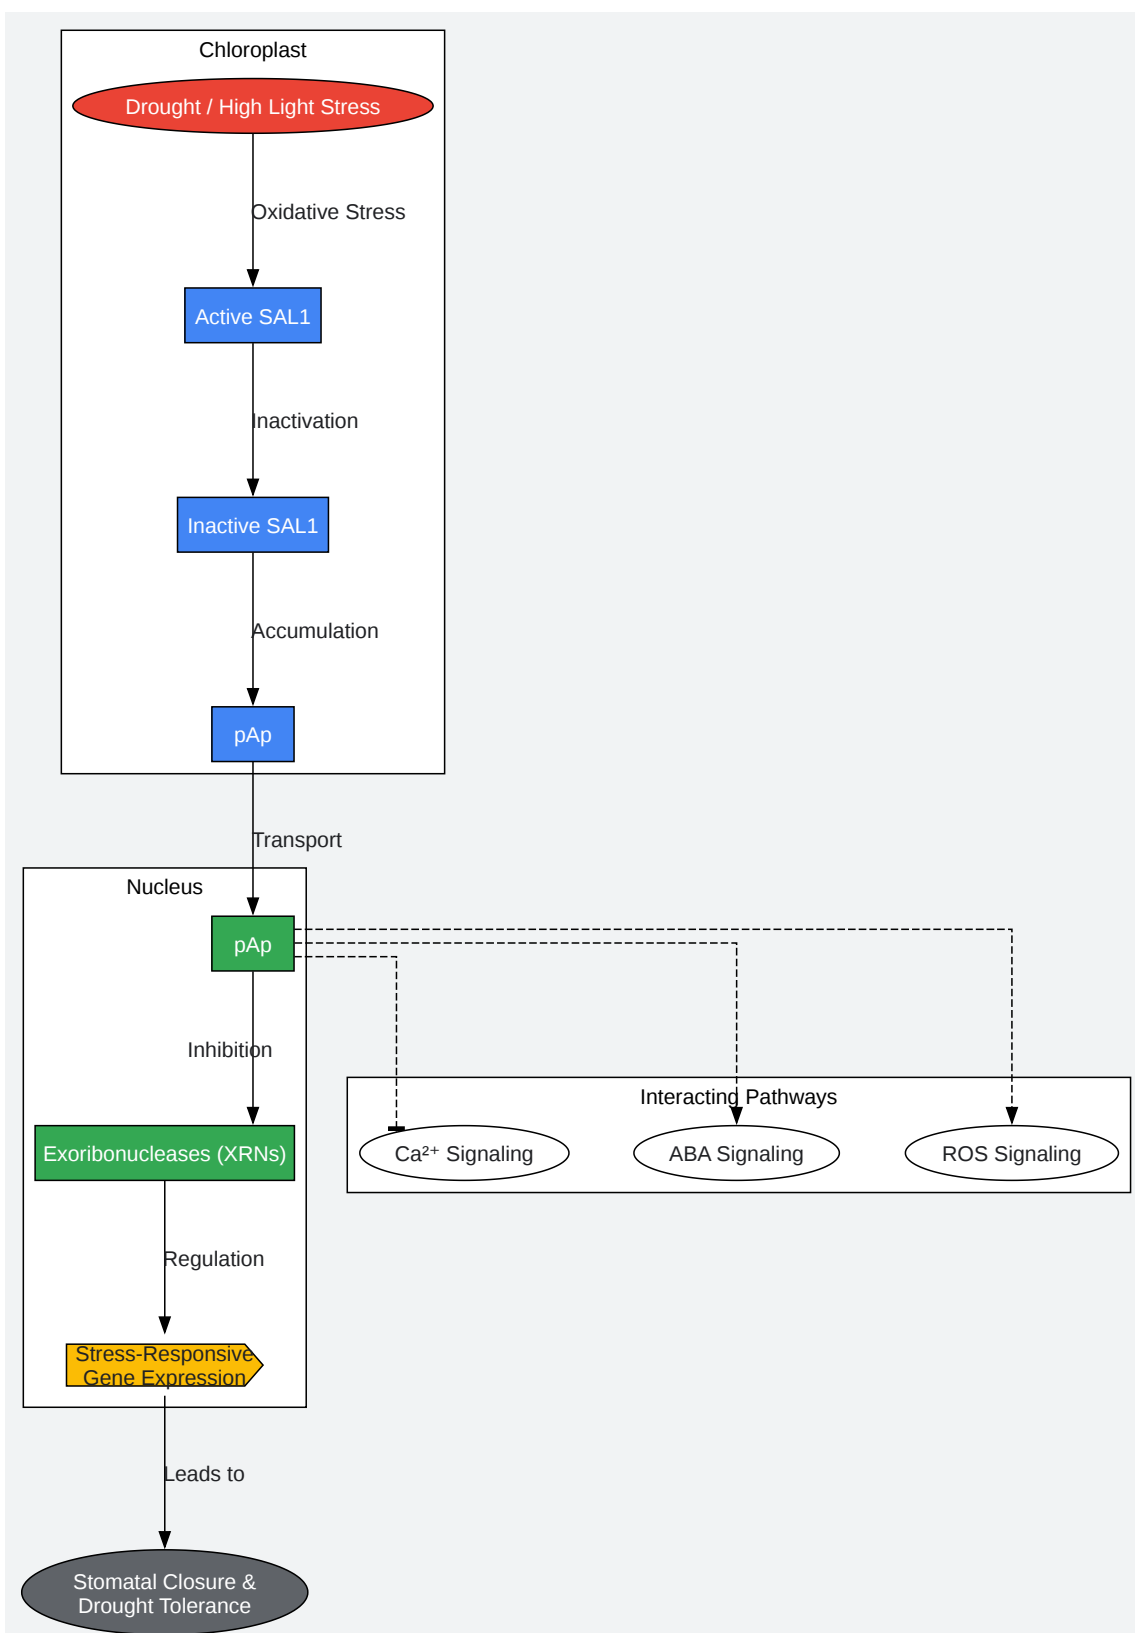 Chloroplast
Drought / High Light Stress
Oxidative Stress
Active SAL1
Inactivation
Inactive SAL1
Accumulation
pAp
Transport
Nucleus
pAp
Inhibition
Interacting Pathways
Exoribonucleases (XRNs)
Ca²⁺ Signaling
ABA Signaling
ROS Signaling
Regulation
Stress-Responsive
Gene Expression
Leads to
Stomatal Closure &
Drought Tolerance